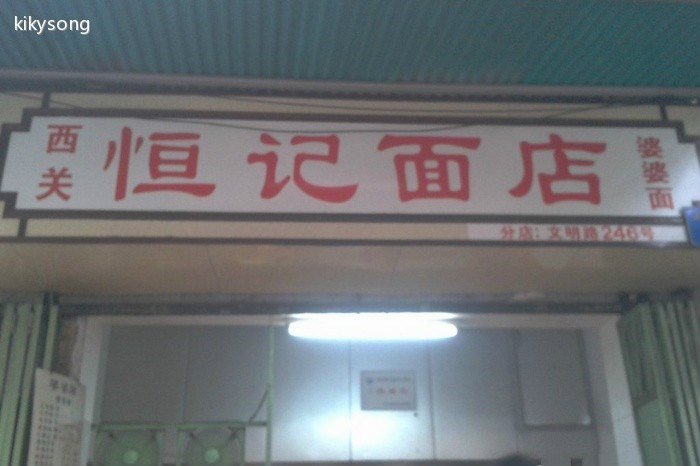 kikysong
西关
恒记面店
婆婆面
分店：文明路246号